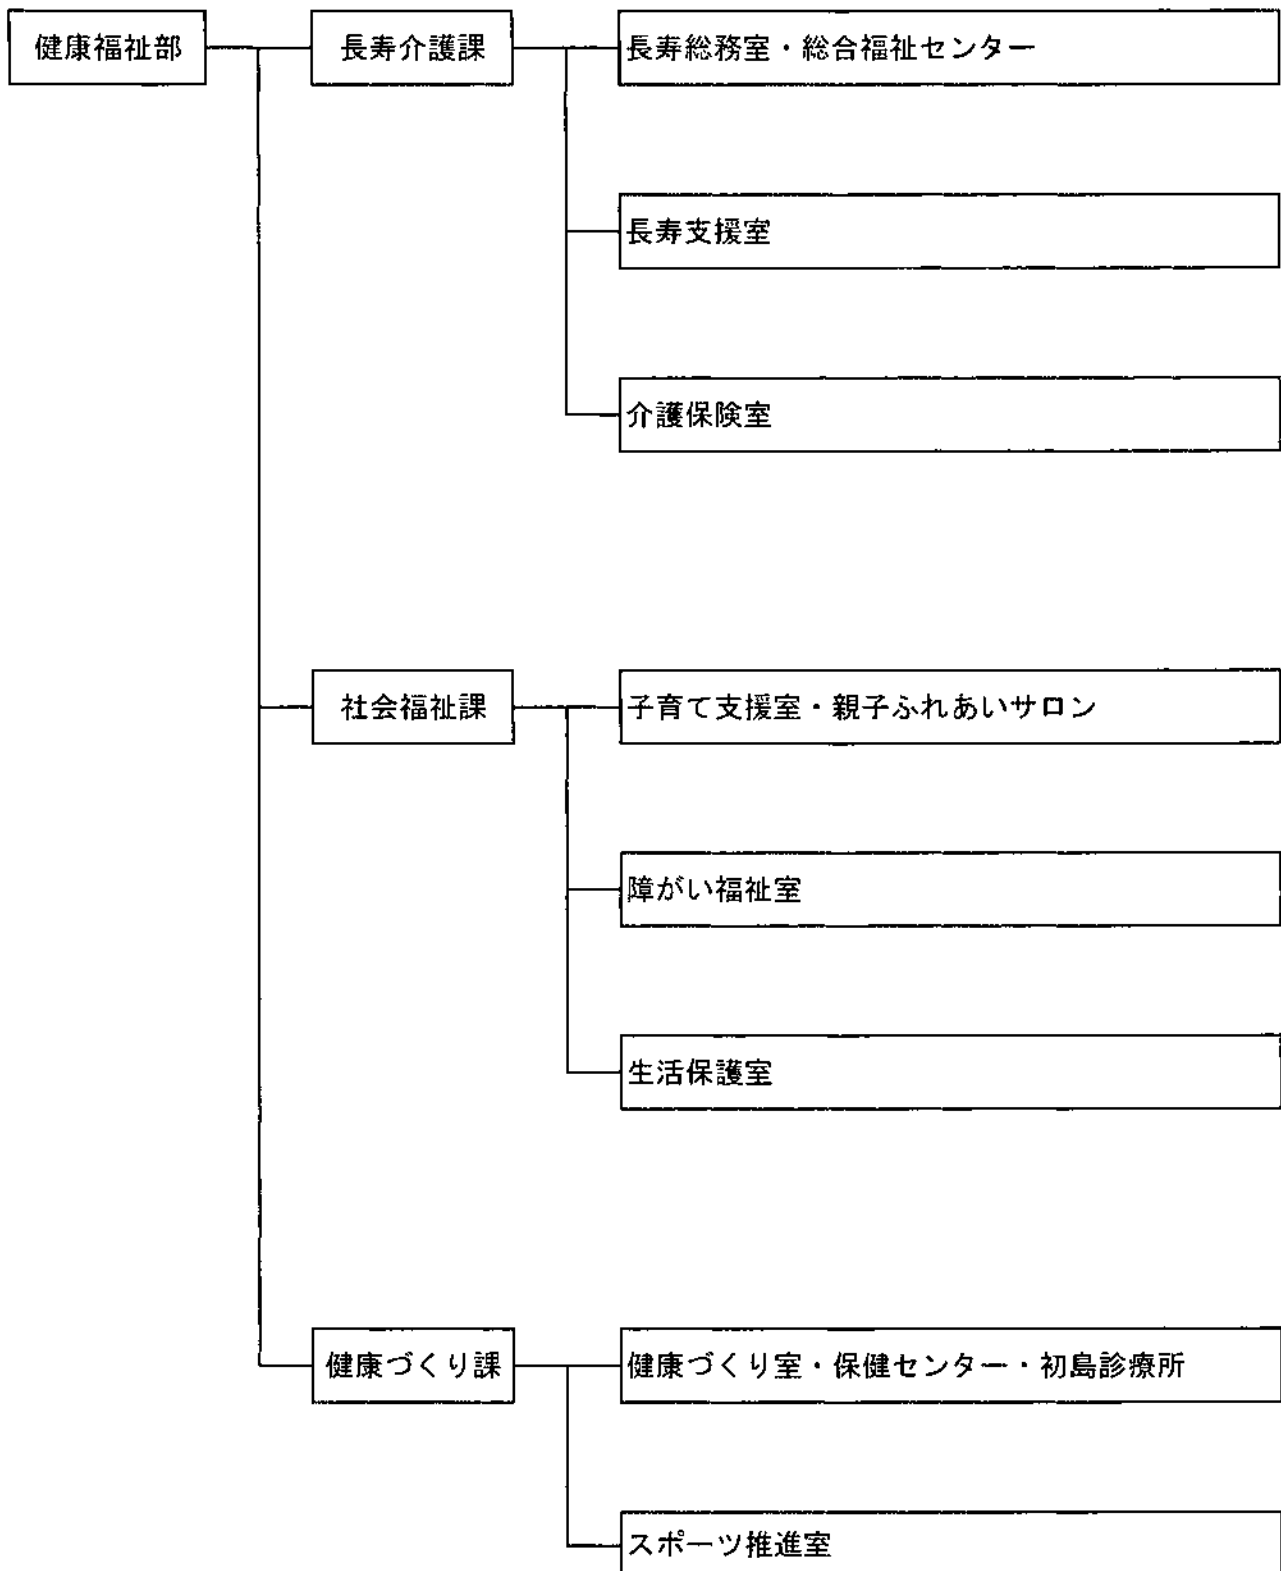 健康福祉部
長寿介護課
長寿総務室・総合福祉センター
長寿支援室
介護保険室
社会福祉課
子育て支援室・親子ふれあいサロン
障がい福祉室
生活保護室
健康づくり課
健康づくり室・保健センター・初島診療所
スポーツ推進室